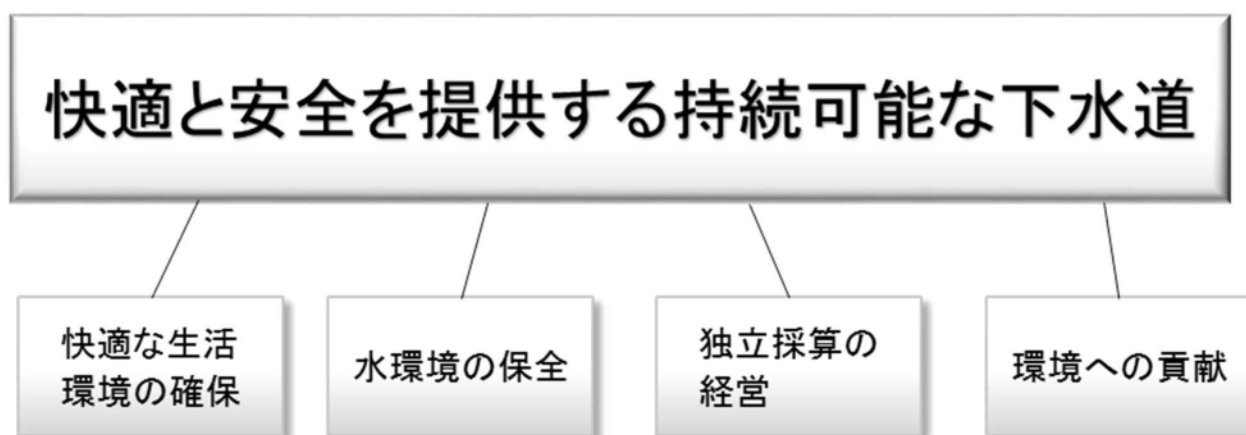 快適と安全を提供する持続可能な下水道
快適な生活
環境の確保
水環境の保全
独立採算の
経営
環境への貢献